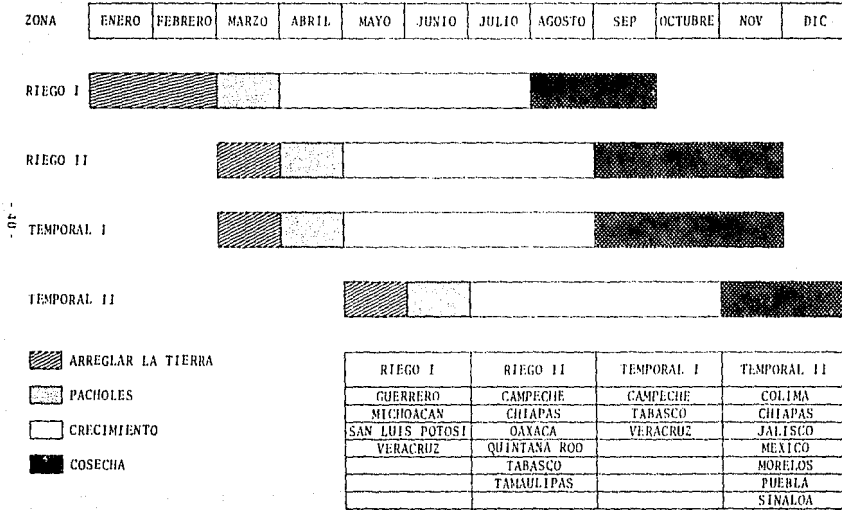 ZONA ENERO FEBRERO MARZO ABRIL MAYO JUNIO JULIO AGOSTO SEP OCTUBRE NOV DIC
RIEGO I
RIEGO II
- 40 -
TEMPORAL I
TEMPORAL II
ARREGLAR LA TIERRA
PACHOLES
CRECIMIENTO
COSECHA
RIEGO I RIEGO II TEMPORAL I TEMPORAL II
GUERRERO CAMPECHE CAMPECHE COLIMA
MICHOACAN CHIAPAS TABASCO CHIAPAS
SAN LUIS POTOSI OAXACA VERACRUZ JALISCO
VERACRUZ QUINTANA ROO MEXICO
TABASCO MORELOS
TAMAULIPAS PUEBLA
SINALOA